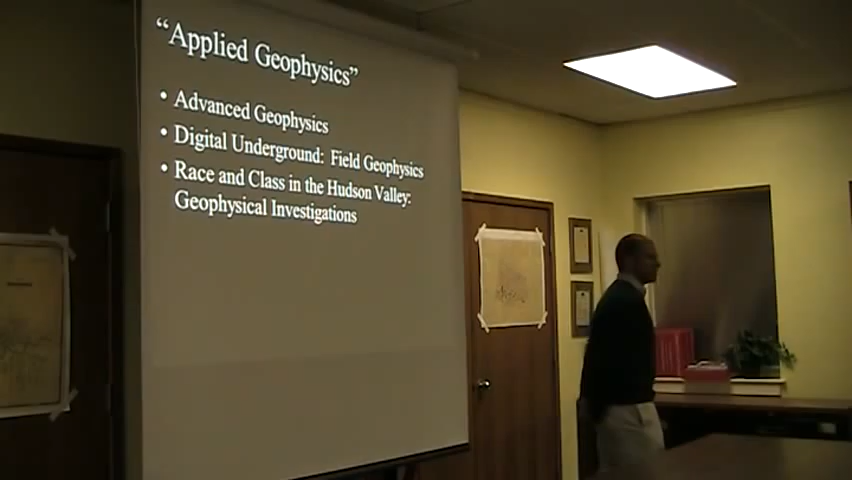 “Applied Geophysics”
• Advanced Geophysics
• Digital Underground: Field Geophysics
• Race and Class in the Hudson Valley:
Geophysical Investigations